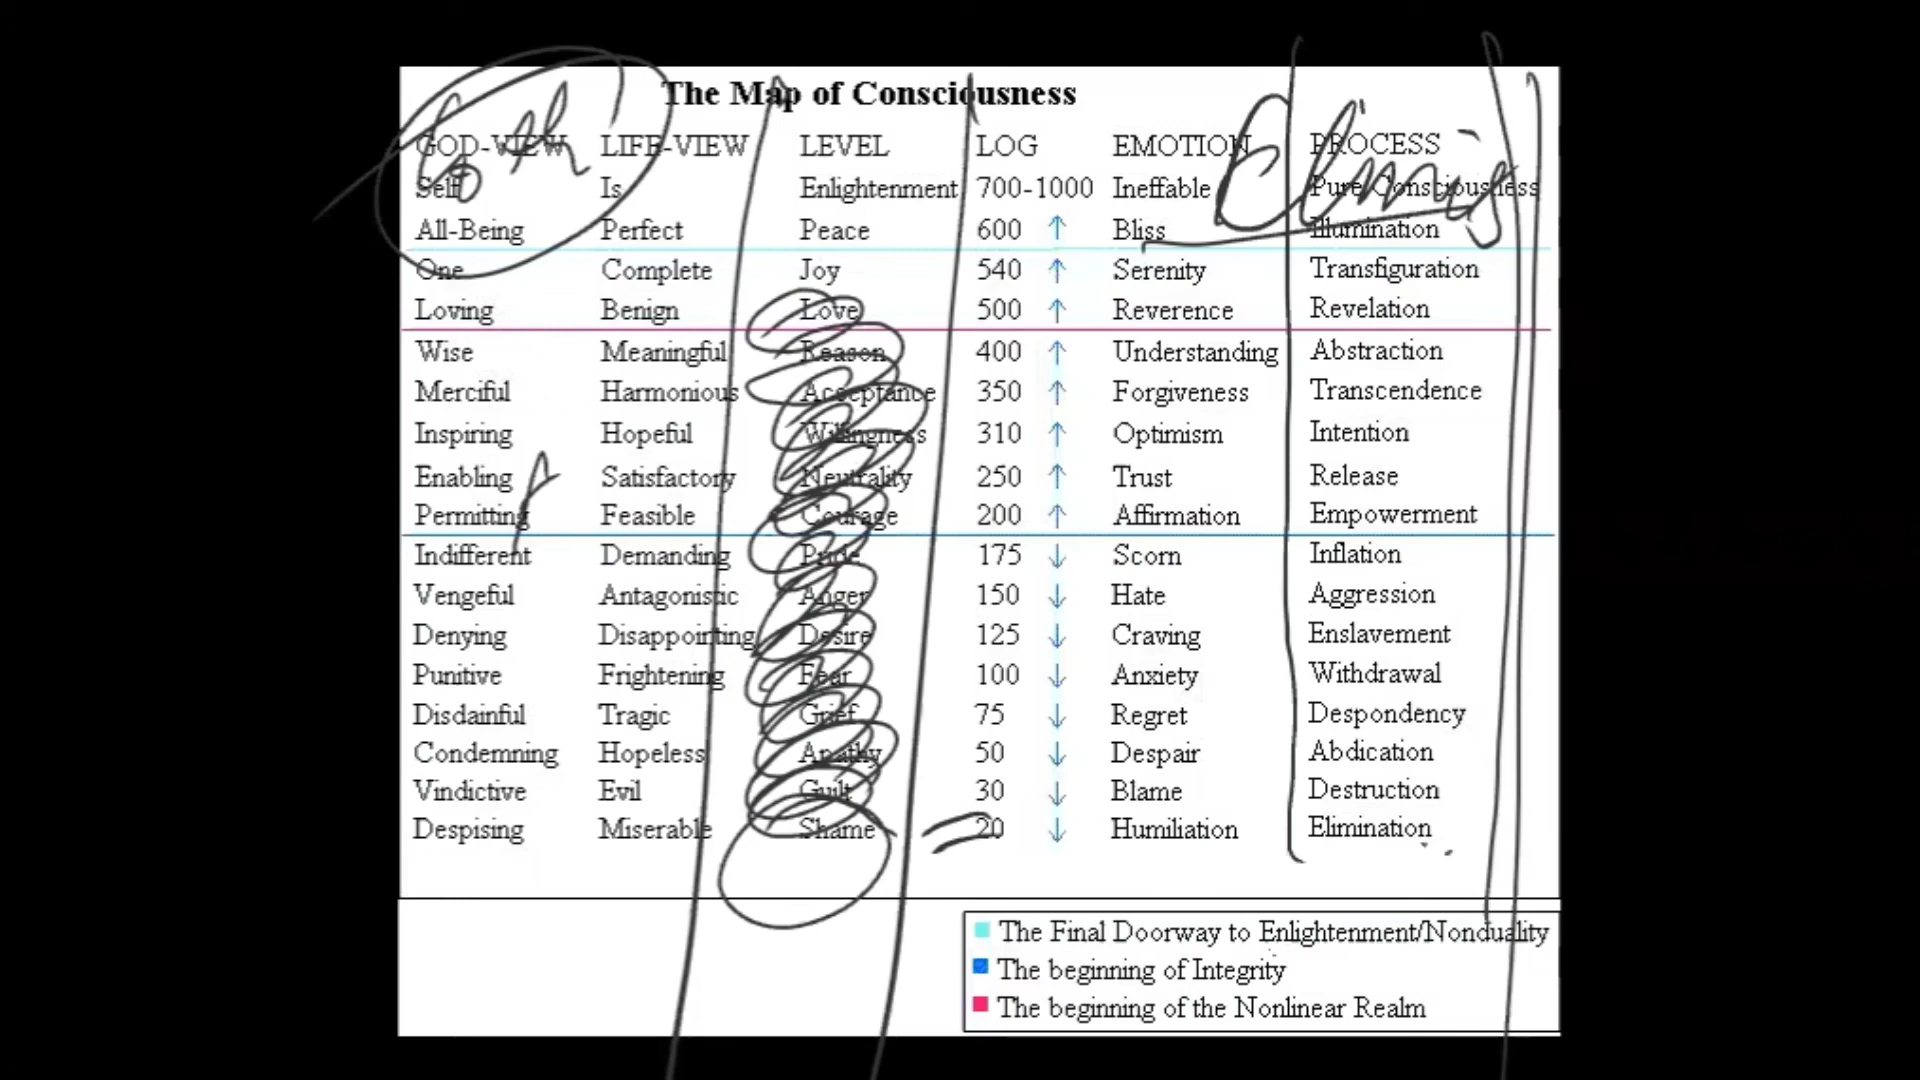 The Map of Consciousness
GOD-VIEW LIFE-VIEW LEVEL LOG EMOTION PROCESS
Self Is Enlightenment 700-1000 Ineffable Pure Consciousness
All-Being Perfect Peace 600 ↑ Bliss Illumination
One Complete Joy 540 ↑ Serenity Transfiguration
Loving Benign Love 500 ↑ Reverence Revelation
Wise Meaningful Reason 400 ↑ Understanding Abstraction
Merciful Harmonious Acceptance 350 ↑ Forgiveness Transcendence
Inspiring Hopeful Willingness 310 ↑ Optimism Intention
Enabling Satisfactory Neutrality 250 ↑ Trust Release
Permitting Feasible Courage 200 ↑ Affirmation Empowerment
Indifferent Demanding Pride 175 ↓ Scorn Inflation
Vengeful Antagonistic Anger 150 ↓ Hate Aggression
Denying Disappointing Desire 125 ↓ Craving Enslavement
Punitive Frightening Fear 100 ↓ Anxiety Withdrawal
Disdainful Tragic Grief 75 ↓ Regret Despondency
Condemning Hopeless Apathy 50 ↓ Despair Abdication
Vindictive Evil Guilt 30 ↓ Blame Destruction
Despising Miserable Shame 20 ↓ Humiliation Elimination
The Final Doorway to Enlightenment/Nonduality
The beginning of Integrity
The beginning of the Nonlinear Realm
6th